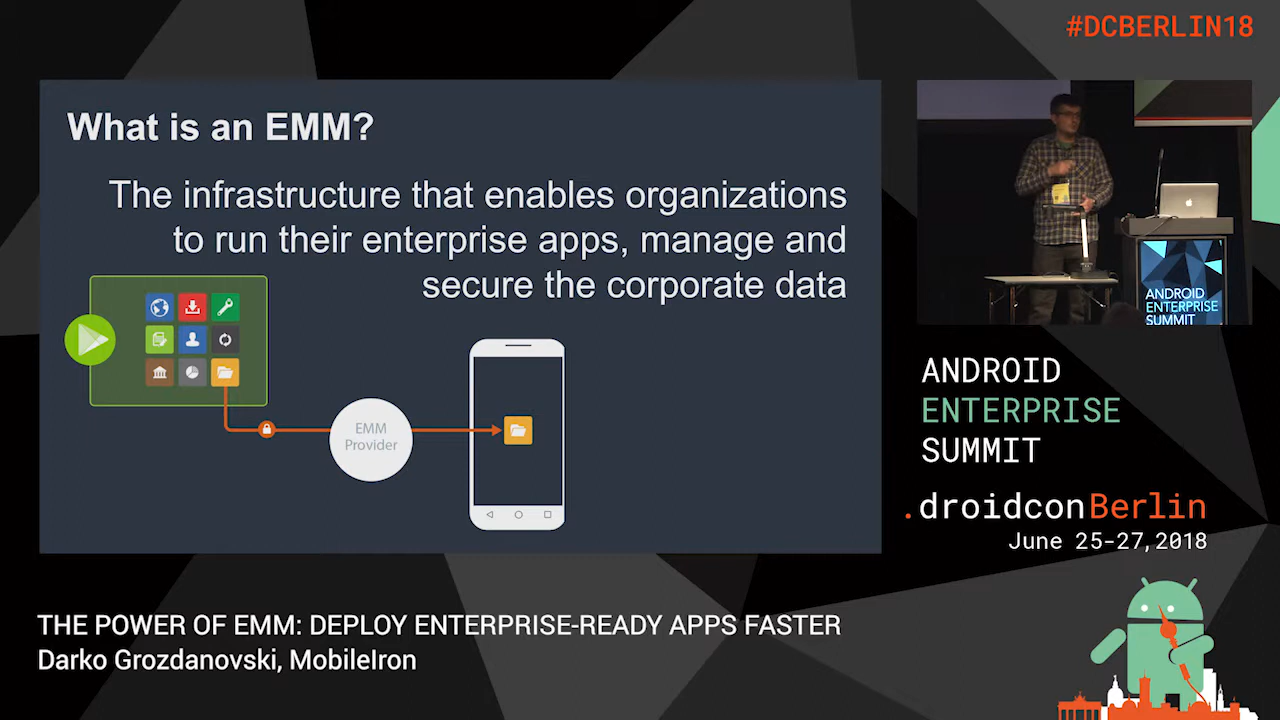 #DCBERLIN18
What is an EMM?
The infrastructure that enables organizations
to run their enterprise apps, manage and
secure the corporate data
EMM
Provider
ANDROID
ENTERPRISE
SUMMIT
ANDROID
ENTERPRISE
SUMMIT
.droidconBerlin
June 25-27,2018
THE POWER OF EMM: DEPLOY ENTERPRISE-READY APPS FASTER
Darko Grozdanovski, MobileIron